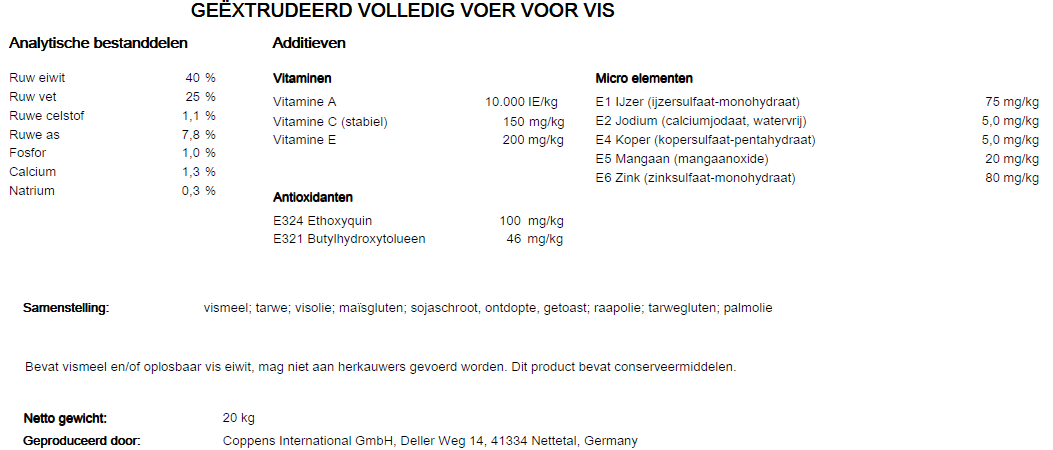 GEËXTRUDEERD VOLLEDIG VOER VOOR VIS
Analytische bestanddelen
Ruw eiwit 40 %
Ruw vet 25 %
Ruwe celstof 1,1 %
Ruwe as 7,8 %
Fosfor 1,0 %
Calcium 1,3 %
Natrium 0,3 %
Additieven
Vitaminen
Vitamine A 10.000 IE/kg
Vitamine C (stabiel) 150 mg/kg
Vitamine E 200 mg/kg
Antioxidanten
E324 Ethoxyquin 100 mg/kg
E321 Butylhydroxytolueen 46 mg/kg
Micro elementen
E1 IJzer (ijzersulfaat-monohydraat) 75 mg/kg
E2 Jodium (calciumjodaat, watervrij) 5,0 mg/kg
E4 Koper (kopersulfaat-pentahydraat) 5,0 mg/kg
E5 Mangaan (mangaanoxide) 20 mg/kg
E6 Zink (zinksulfaat-monohydraat) 80 mg/kg
Samenstelling: vismeel; tarwe; visolie; maïsgluten; sojaschroot, ontdopte, getoast; raapolie; tarwegluten; palmolie
Bevat vismeel en/of oplosbaar vis eiwit, mag niet aan herkauwers gevoerd worden. Dit product bevat conserveermiddelen.
Netto gewicht: 20 kg
Geproduceerd door: Coppens International GmbH, Deller Weg 14, 41334 Nettetal, Germany